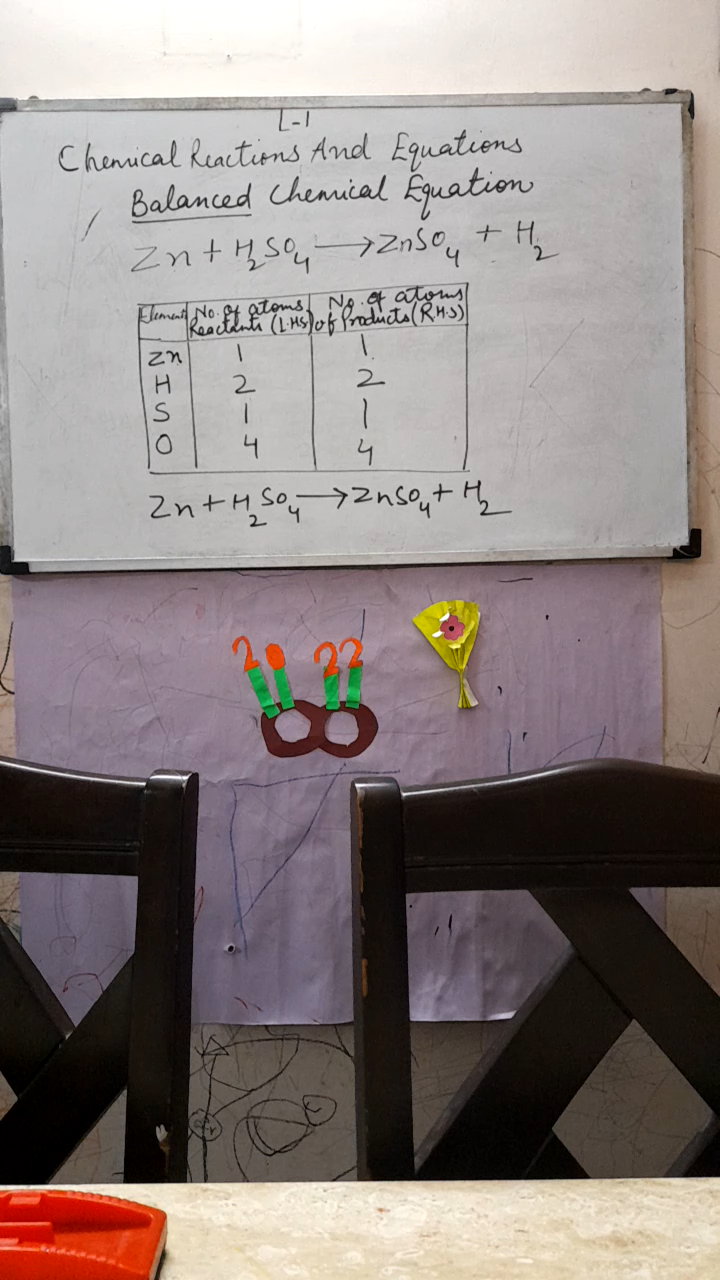 L-1
Chemical Reactions And Equations
Balanced Chemical Equation
Zn + H₂SO₄ → ZnSO₄ + H₂
Element No. of atoms Reactants (L.H.S) No. of atoms of Products (R.H.S)
Zn 1 1
H 2 2
S 1 1
O 4 4
Zn + H₂SO₄ → ZnSO₄ + H₂
2022